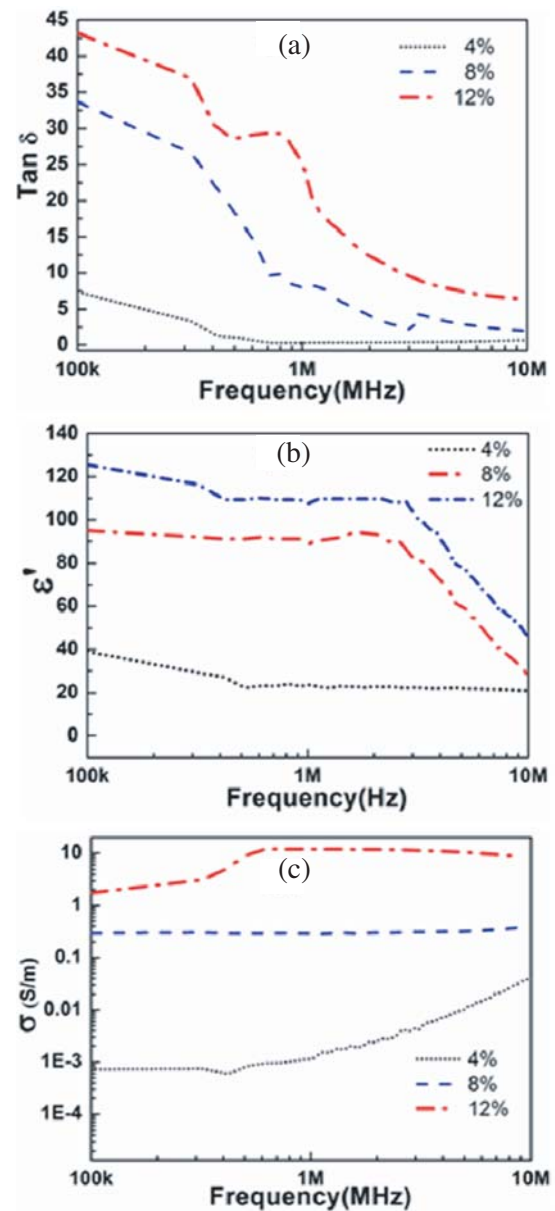 (a)
45
40
35
30
25
20
15
10
5
0
Tan δ
4%
8%
12%
100k 1M 10M
Frequency(MHz)
(b)
140
120
100
80
60
40
20
0
ε'
4%
8%
12%
100k 1M 10M
Frequency(Hz)
(c)
10
1
0.1
0.01
1E-3
1E-4
σ (S/m)
4%
8%
12%
100k 1M 10M
Frequency(MHz)